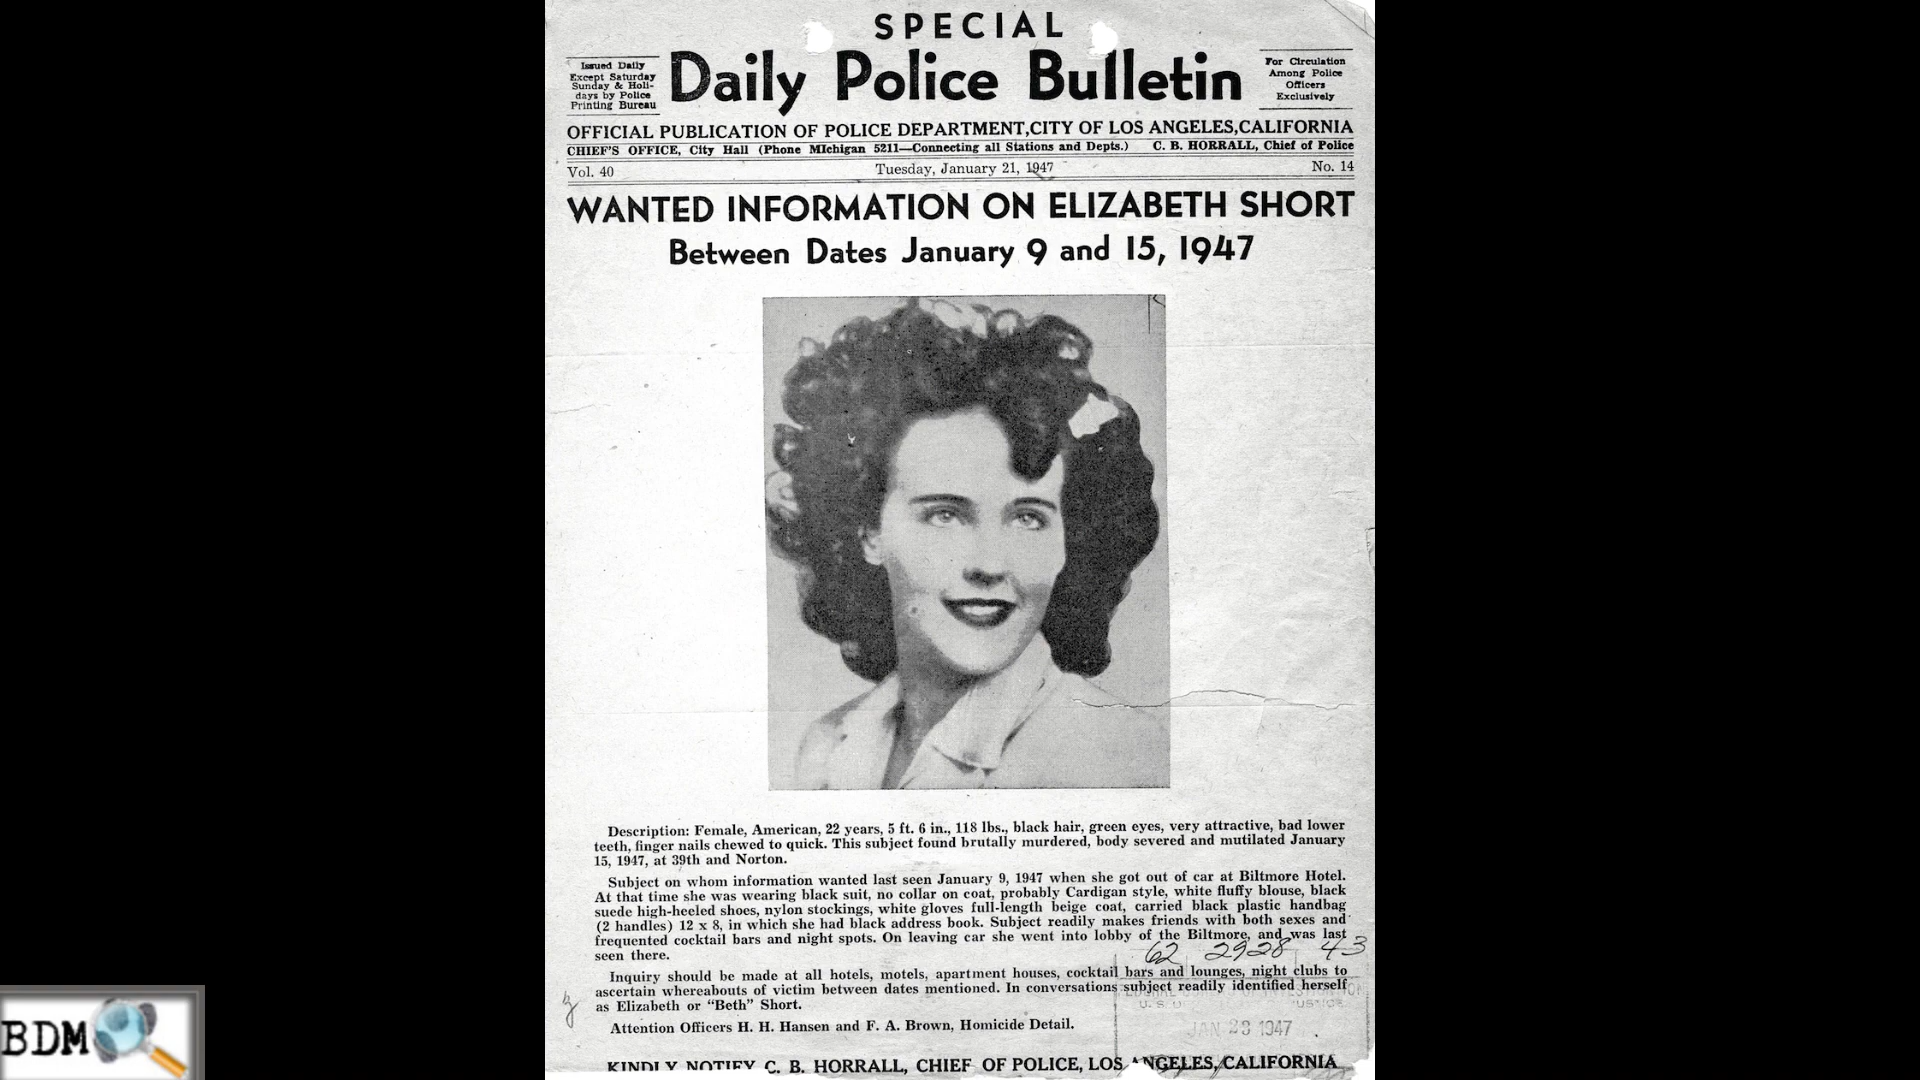 SPECIAL
Issued Daily
Except Saturday
Sunday & Holi-
days by Police
Printing Bureau
Daily Police Bulletin
For Circulation
Among Police
Officers
Exclusively
OFFICIAL PUBLICATION OF POLICE DEPARTMENT, CITY OF LOS ANGELES, CALIFORNIA
CHIEF'S OFFICE, City Hall (Phone MIchigan 5211—Connecting all Stations and Depts.) C. B. HORRALL, Chief of Police
Vol. 40 Tuesday, January 21, 1947 No. 14
WANTED INFORMATION ON ELIZABETH SHORT
Between Dates January 9 and 15, 1947
Description: Female, American, 22 years, 5 ft. 6 in., 118 lbs., black hair, green eyes, very attractive, bad lower
teeth, finger nails chewed to quick. This subject found brutally murdered, body severed and mutilated January
15, 1947, at 39th and Norton.
Subject on whom information wanted last seen January 9, 1947 when she got out of car at Biltmore Hotel.
At that time she was wearing black suit, no collar on coat, probably Cardigan style, white fluffy blouse, black
suede high-heeled shoes, nylon stockings, white gloves full-length beige coat, carried black plastic handbag
(2 handles) 12 x 8, in which she had black address book. Subject readily makes friends with both sexes and
frequented cocktail bars and night spots. On leaving car she went into lobby of the Biltmore, and was last
seen there.
62 2928 43
Inquiry should be made at all hotels, motels, apartment houses, cocktail bars and lounges, night clubs to
ascertain whereabouts of victim between dates mentioned. In conversations subject readily identified herself
as Elizabeth or "Beth" Short.
Attention Officers H. H. Hansen and F. A. Brown, Homicide Detail.
JAN 23 1947
KINDLY NOTIFY C. B. HORRALL, CHIEF OF POLICE, LOS ANGELES, CALIFORNIA
BDM